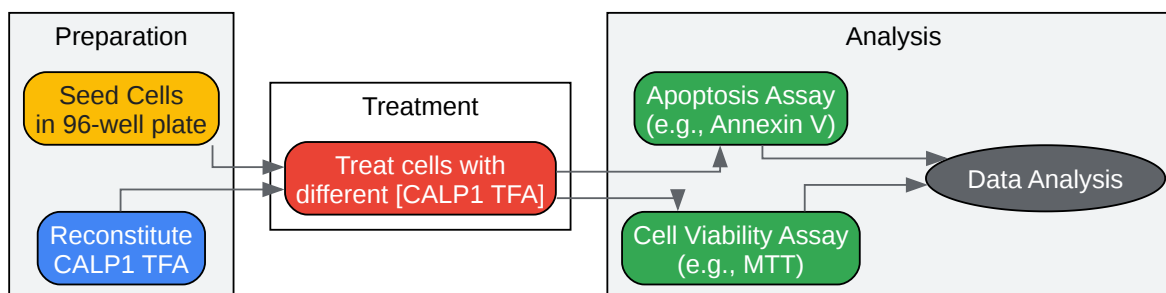 Preparation
Seed Cells
in 96-well plate
Reconstitute
CALP1 TFA
Treatment
Treat cells with
different [CALP1 TFA]
Analysis
Apoptosis Assay
(e.g., Annexin V)
Cell Viability Assay
(e.g., MTT)
Data Analysis